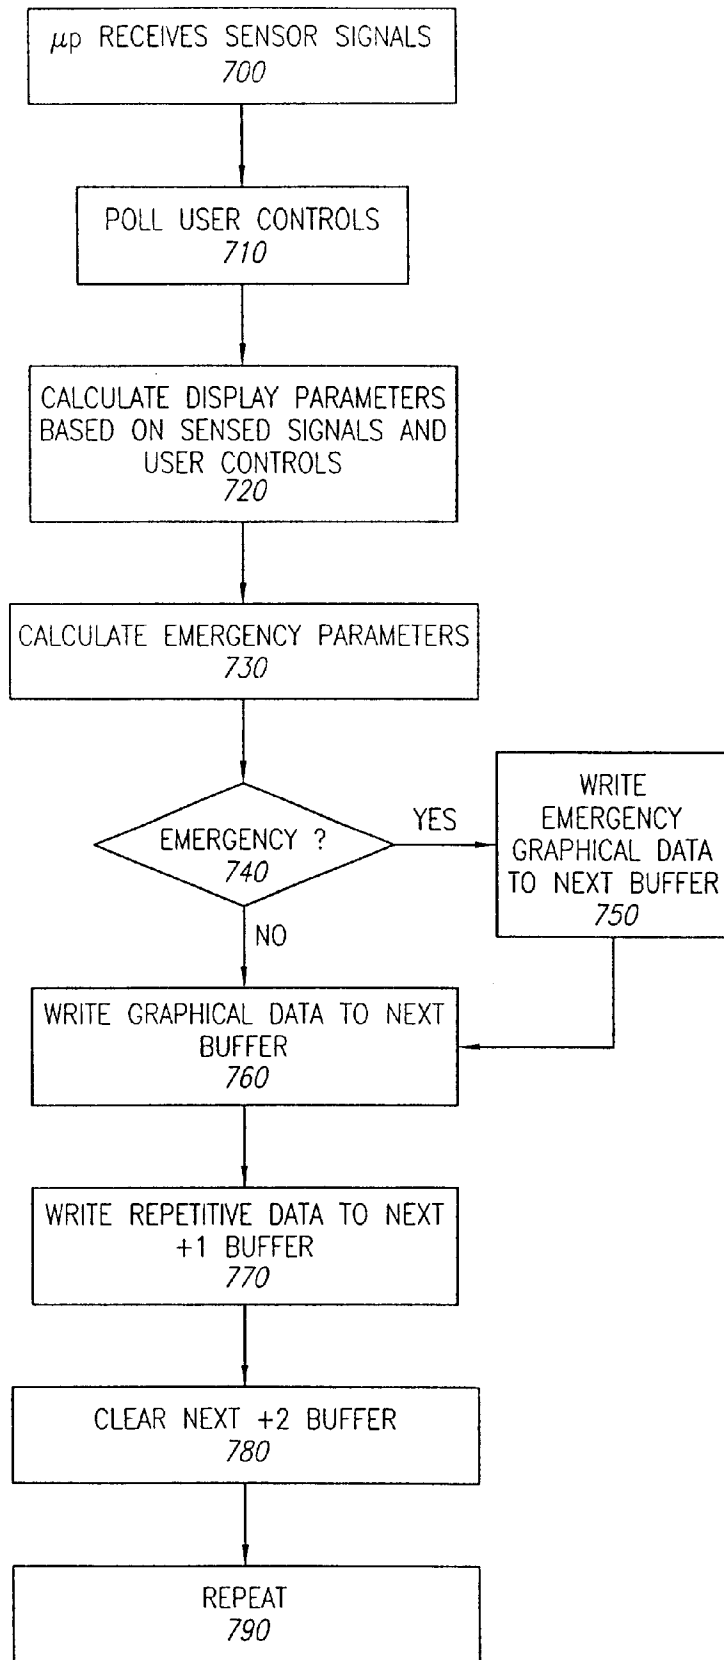 μp RECEIVES SENSOR SIGNALS
700
POLL USER CONTROLS
710
CALCULATE DISPLAY PARAMETERS
BASED ON SENSED SIGNALS AND
USER CONTROLS
720
CALCULATE EMERGENCY PARAMETERS
730
EMERGENCY ?
740
YES
WRITE
EMERGENCY
GRAPHICAL DATA
TO NEXT BUFFER
750
NO
WRITE GRAPHICAL DATA TO NEXT
BUFFER
760
WRITE REPETITIVE DATA TO NEXT
+1 BUFFER
770
CLEAR NEXT +2 BUFFER
780
REPEAT
790